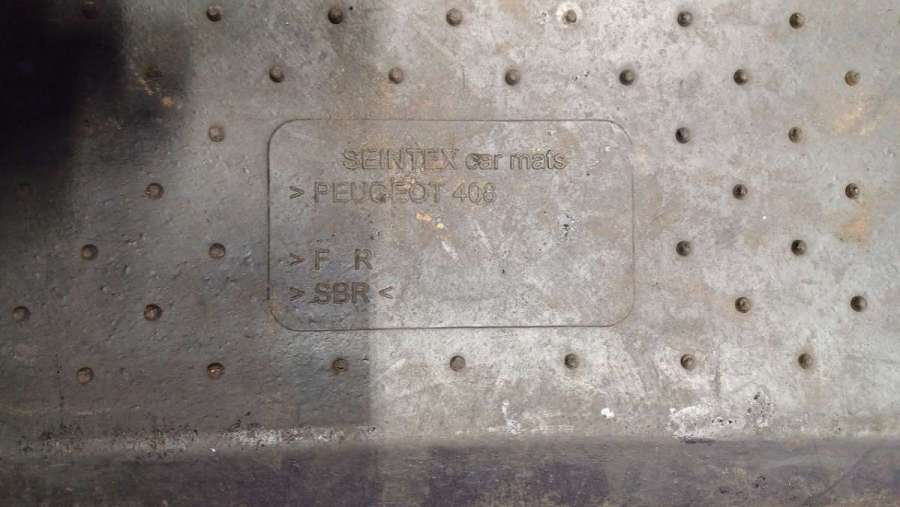 SEINTEX car mats
> PEUGEOT 408
> F R
> SBR <